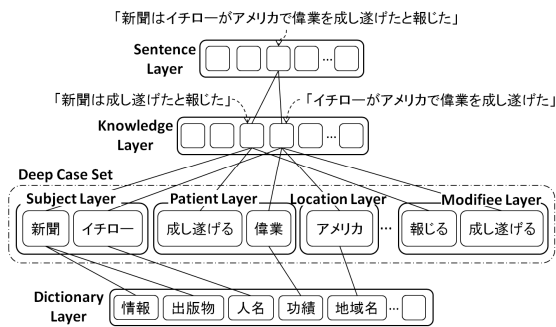 「新聞はイチローがアメリカで偉業を成し遂げたと報じた」
Sentence
Layer
...
「新聞は成し遂げたと報じた」
「イチローがアメリカで偉業を成し遂げた」
Knowledge
Layer
...
Deep Case Set
Subject Layer
Patient Layer
Location Layer
Modifiee Layer
新聞
イチロー
成し遂げる
偉業
アメリカ
...
報じる
成し遂げる
Dictionary
Layer
情報
出版物
人名
功績
地域名
...